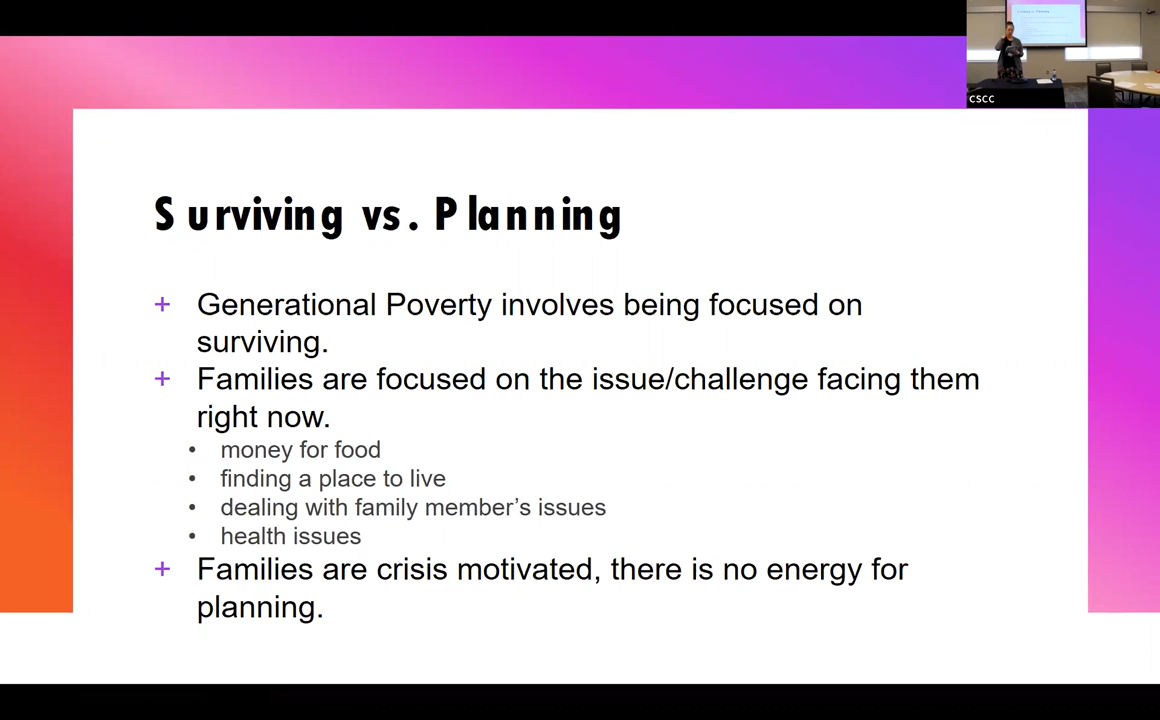 CSCC
Surviving vs. Planning
+ Generational Poverty involves being focused on
surviving.
+ Families are focused on the issue/challenge facing them
right now.
• money for food
• finding a place to live
• dealing with family member’s issues
• health issues
+ Families are crisis motivated, there is no energy for
planning.